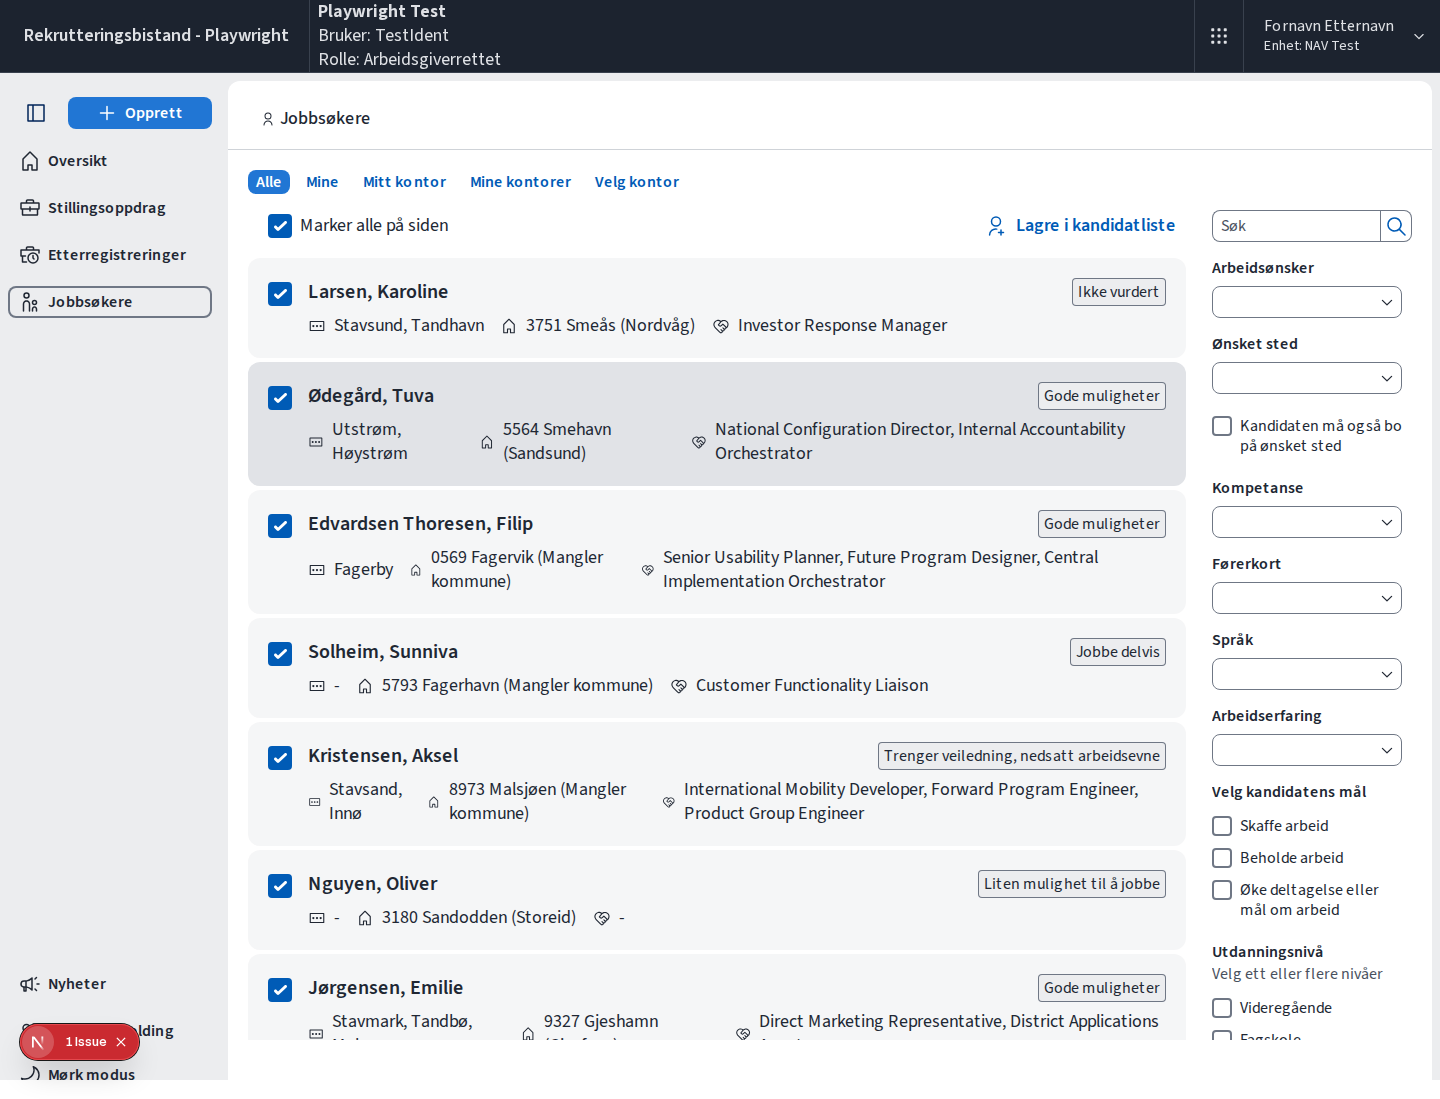 Rekrutteringsbistand - Playwright
Playwright Test
Bruker: TestIdent
Rolle: Arbeidsgiverrettet
Fornavn Etternavn
Enhet: NAV Test
Opprett
Oversikt
Stillingsoppdrag
Etterregistreringer
Jobbsøkere
Nyheter
lding
1 Issue
Mørk modus
Jobbsøkere
Alle
Mine
Mitt kontor
Mine kontorer
Velg kontor
Marker alle på siden
Lagre i kandidatliste
Larsen, Karoline
Ikke vurdert
Stavsund, Tandhavn
3751 Smeås (Nordvåg)
Investor Response Manager
Ødegård, Tuva
Gode muligheter
Utstrøm,
Høystrøm
5564 Smehavn
(Sandsund)
National Configuration Director, Internal Accountability
Orchestrator
Edvardsen Thoresen, Filip
Gode muligheter
Fagerby
0569 Fagervik (Mangler
kommune)
Senior Usability Planner, Future Program Designer, Central
Implementation Orchestrator
Solheim, Sunniva
Jobbe delvis
-
5793 Fagerhavn (Mangler kommune)
Customer Functionality Liaison
Kristensen, Aksel
Trenger veiledning, nedsatt arbeidsevne
Stavsand,
Innø
8973 Malsjøen (Mangler
kommune)
International Mobility Developer, Forward Program Engineer,
Product Group Engineer
Nguyen, Oliver
Liten mulighet til å jobbe
-
3180 Sandodden (Storeid)
-
Jørgensen, Emilie
Gode muligheter
Stavmark, Tandbø,
9327 Gjeshamn
Direct Marketing Representative, District Applications
Søk
Arbeidsønsker
Ønsket sted
Kandidaten må også bo
på ønsket sted
Kompetanse
Førerkort
Språk
Arbeidserfaring
Velg kandidatens mål
Skaffe arbeid
Beholde arbeid
Øke deltagelse eller
mål om arbeid
Utdanningsnivå
Velg ett eller flere nivåer
Videregående
Fagskole